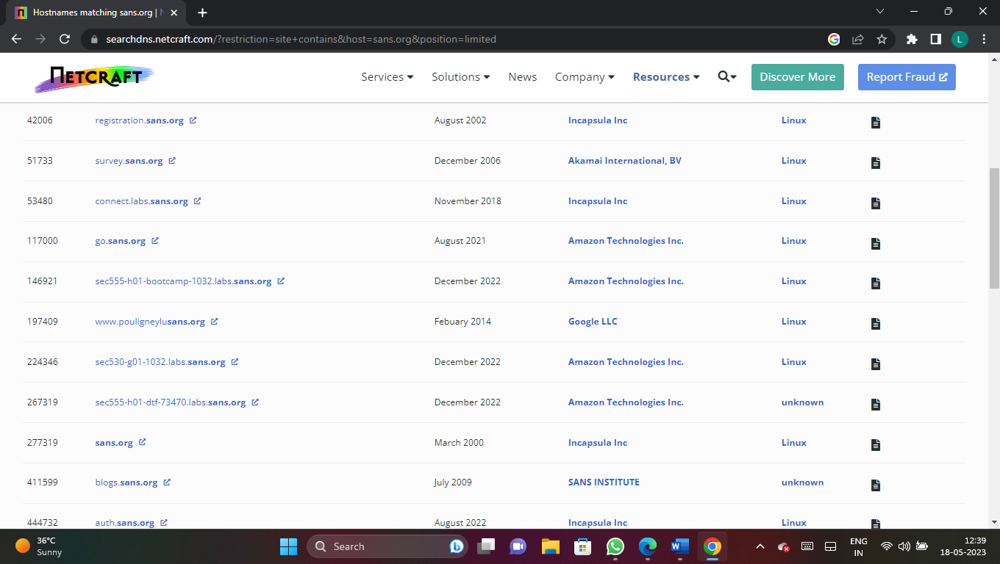 Hostnames matching sans.org |
searchdns.netcraft.com/?restriction=site+contains&host=sans.org&position=limited
L
NETCRAFT
Services Solutions News Company Resources Discover More Report Fraud
42006 registration.sans.org August 2002 Incapsula Inc Linux
51733 survey.sans.org December 2006 Akamai International, BV Linux
53480 connect.labs.sans.org November 2018 Incapsula Inc Linux
117000 go.sans.org August 2021 Amazon Technologies Inc. Linux
146921 sec555-h01-bootcamp-1032.labs.sans.org December 2022 Amazon Technologies Inc. Linux
197409 www.pouligneylusans.org Febuary 2014 Google LLC Linux
224346 sec530-g01-1032.labs.sans.org December 2022 Amazon Technologies Inc. Linux
267319 sec555-h01-dtf-73470.labs.sans.org December 2022 Amazon Technologies Inc. unknown
277319 sans.org March 2000 Incapsula Inc Linux
411599 blogs.sans.org July 2009 SANS INSTITUTE unknown
444732 auth.sans.org August 2022 Incapsula Inc Linux
36°C
Sunny
Search
ENG
IN
12:39
18-05-2023